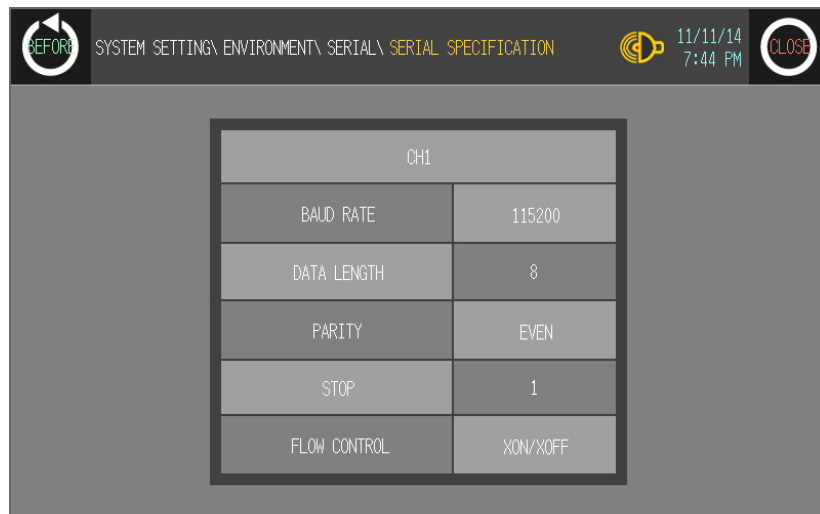 BEFORE
SYSTEM SETTING\ ENVIRONMENT\ SERIAL\ SERIAL SPECIFICATION
11/11/14
7:44 PM
CLOSE
CH1
BAUD RATE 115200
DATA LENGTH 8
PARITY EVEN
STOP 1
FLOW CONTROL XON/XOFF